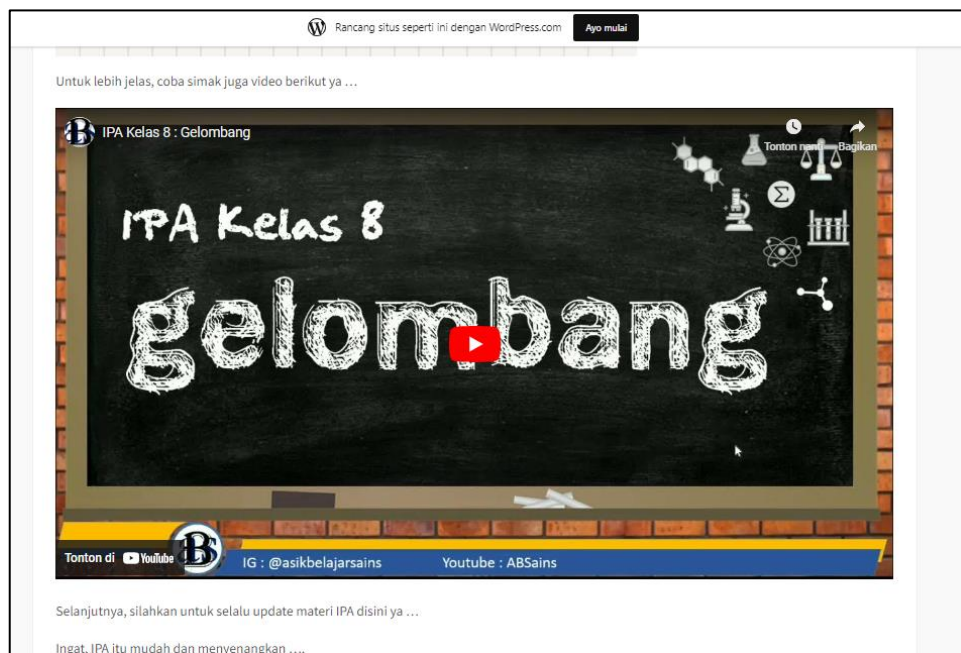 Rancang situs seperti ini dengan WordPress.com
Ayo mulai
Untuk lebih jelas, coba simak juga video berikut ya …
IPA Kelas 8 : Gelombang
Tonton nanti
Bagikan
IPA Kelas 8
gelombang
Tonton di YouTube
IG : @asikbelajarsains
Youtube : ABSains
Selanjutnya, silahkan untuk selalu update materi IPA disini ya …
Ingat, IPA itu mudah dan menyenangkan ….